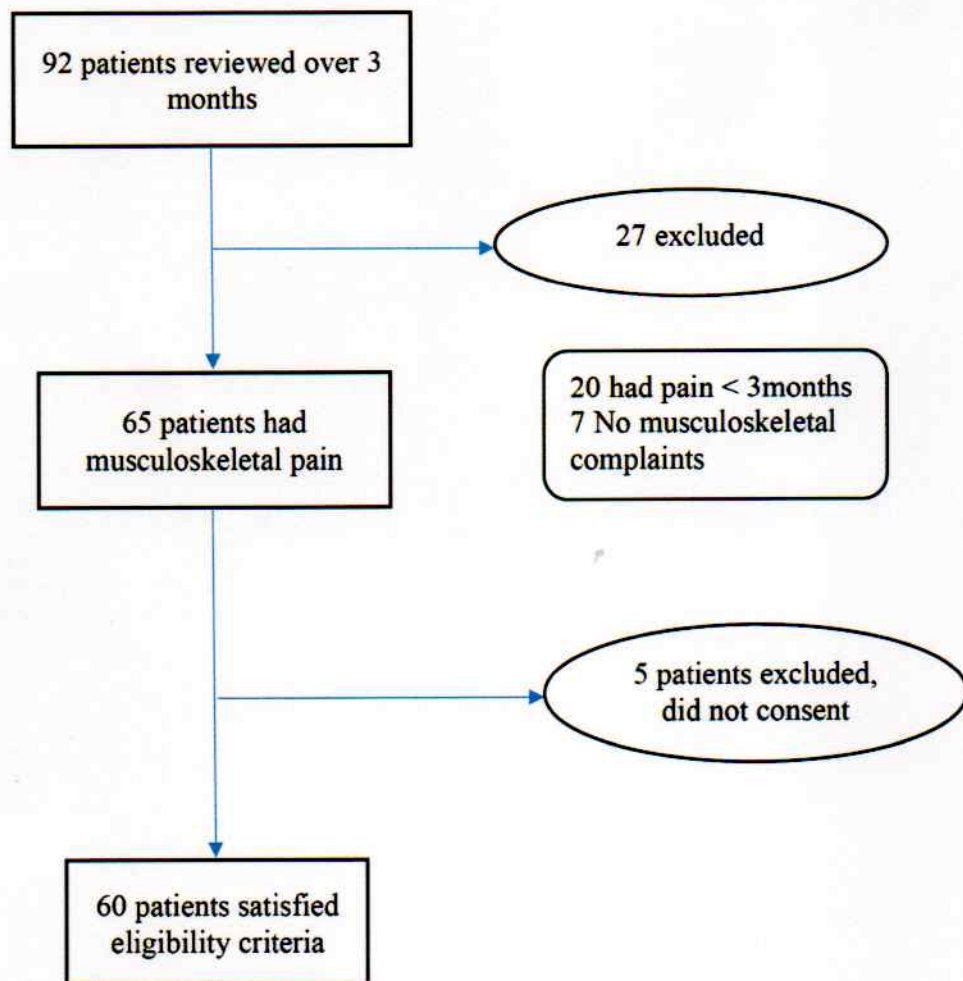 92 patients reviewed over 3
months
27 excluded
20 had pain < 3months
7 No musculoskeletal
complaints
65 patients had
musculoskeletal pain
5 patients excluded,
did not consent
60 patients satisfied
eligibility criteria